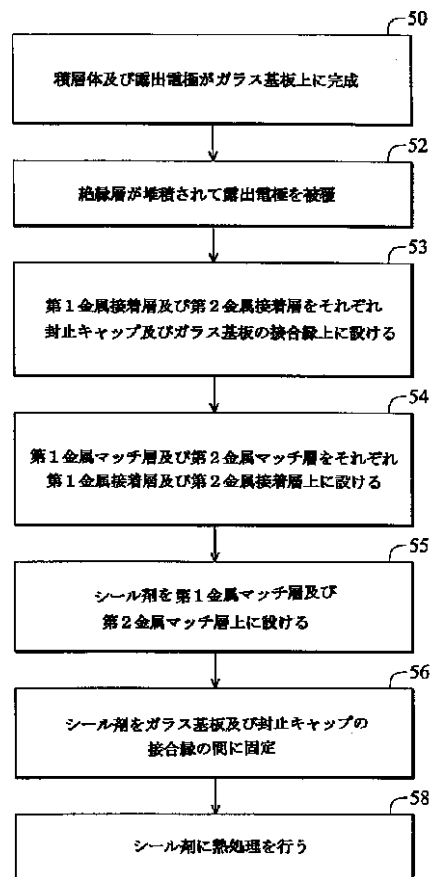 50
積層体及び露出電極がガラス基板上に完成
52
絶縁層が堆積されて露出電極を被覆
53
第1金属接着層及び第2金属接着層をそれぞれ
封止キャップ及びガラス基板の接合縁上に設ける
54
第1金属マッチ層及び第2金属マッチ層をそれぞれ
第1金属接着層及び第2金属接着層上に設ける
55
シール剤を第1金属マッチ層及び
第2金属マッチ層上に設ける
56
シール剤をガラス基板及び封止キャップの
接合縁の間に固定
58
シール剤に熱処理を行う